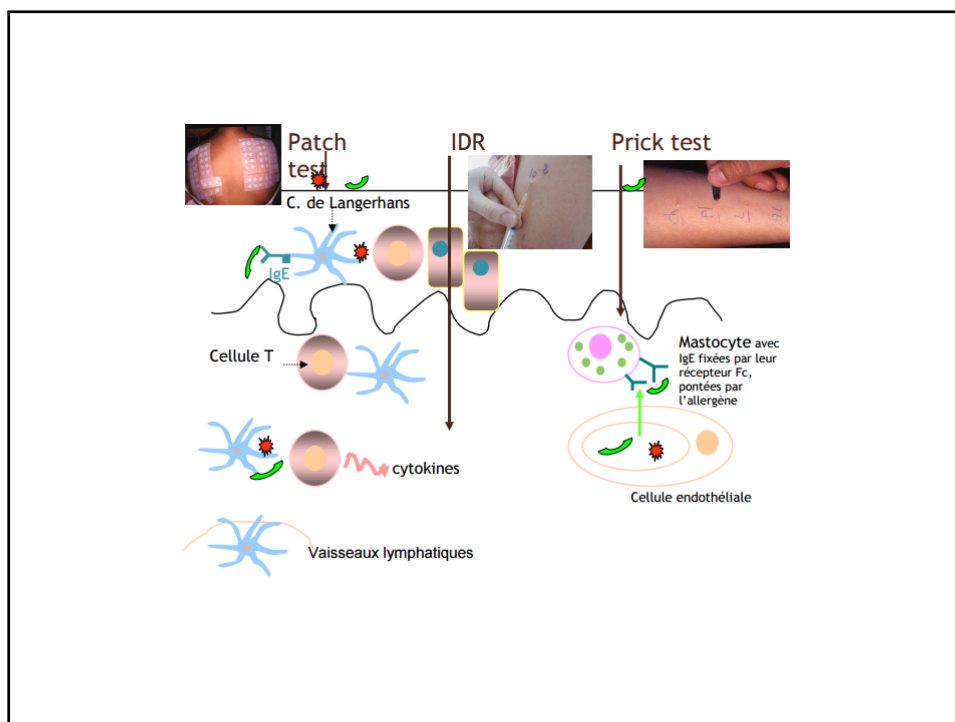 Patch
test
IDR
Prick test
C. de Langerhans
IgE
Cellule T
Mastocyte avec
IgE fixées par leur
récepteur Fc,
pontées par
l’allergène
cytokines
Cellule endothéliale
Vaisseaux lymphatiques